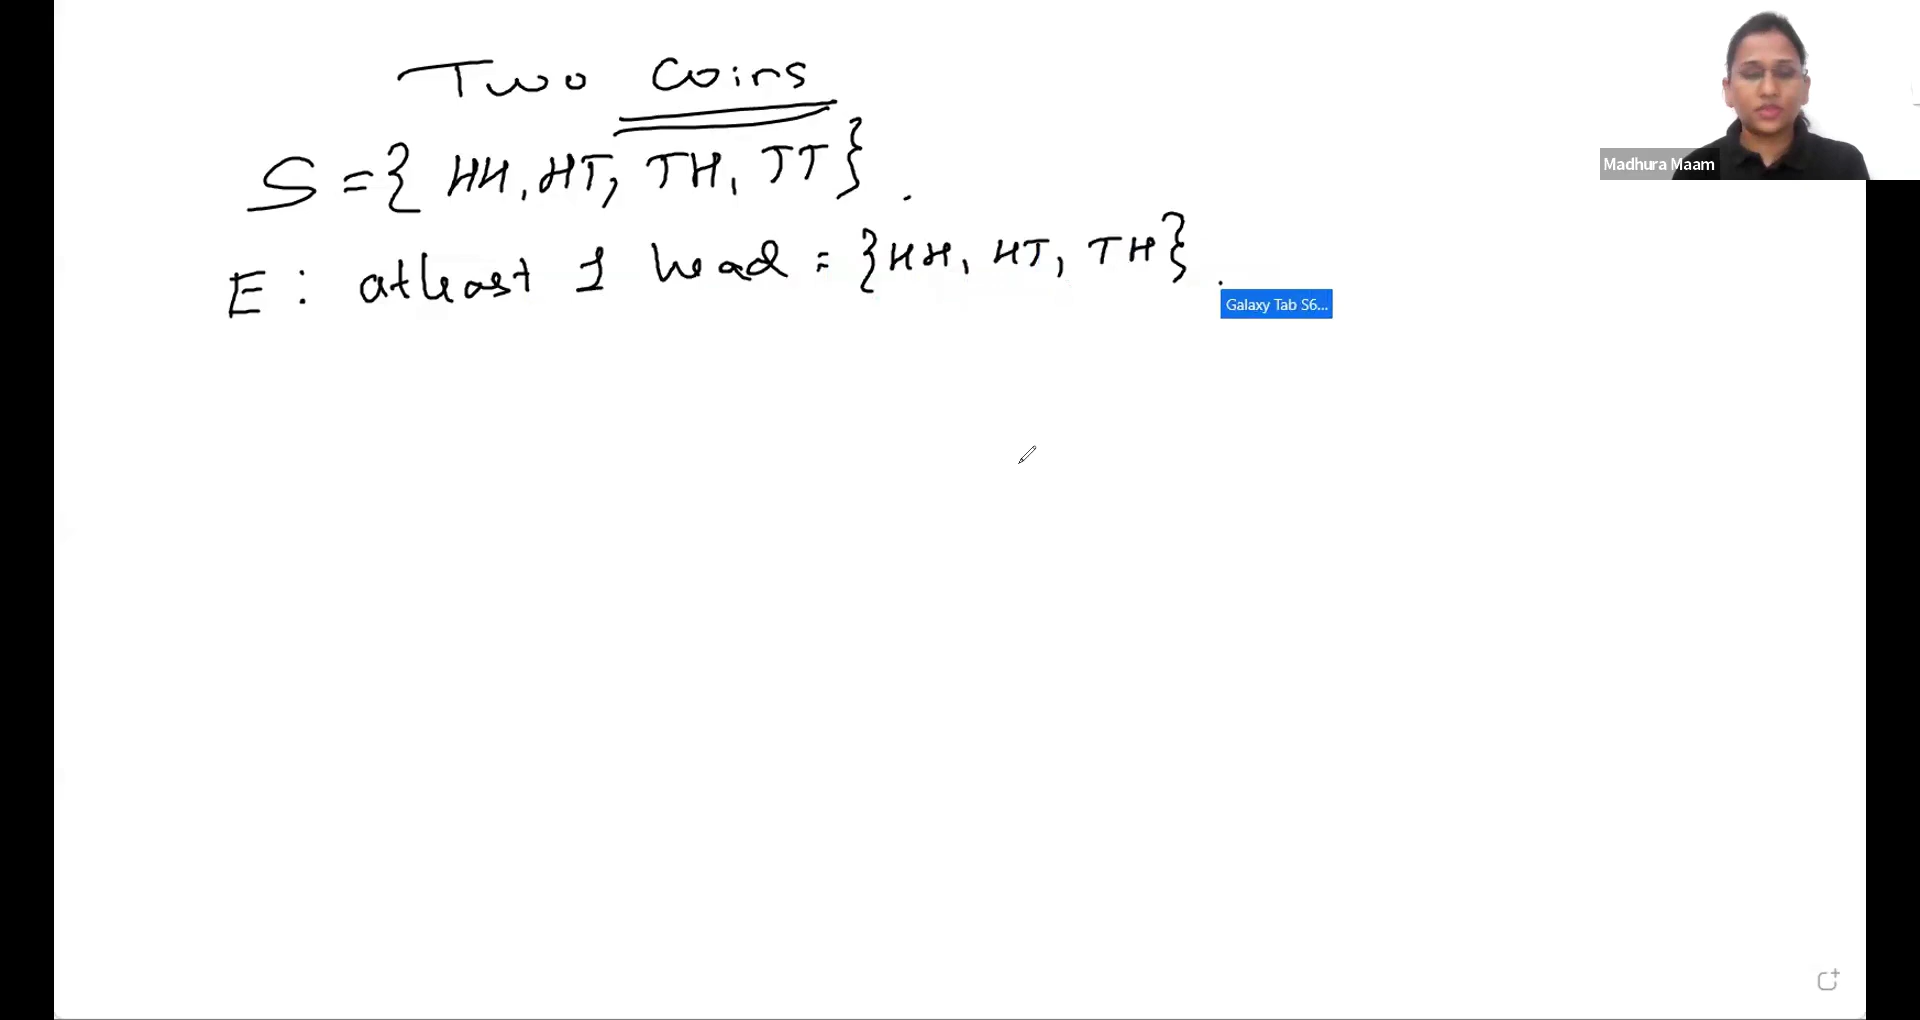 Two Coins
S = { HH, HT, TH, TT } .
Madhura Maam
E : atleast 1 head = { HH, HT, TH } .
Galaxy Tab S6...